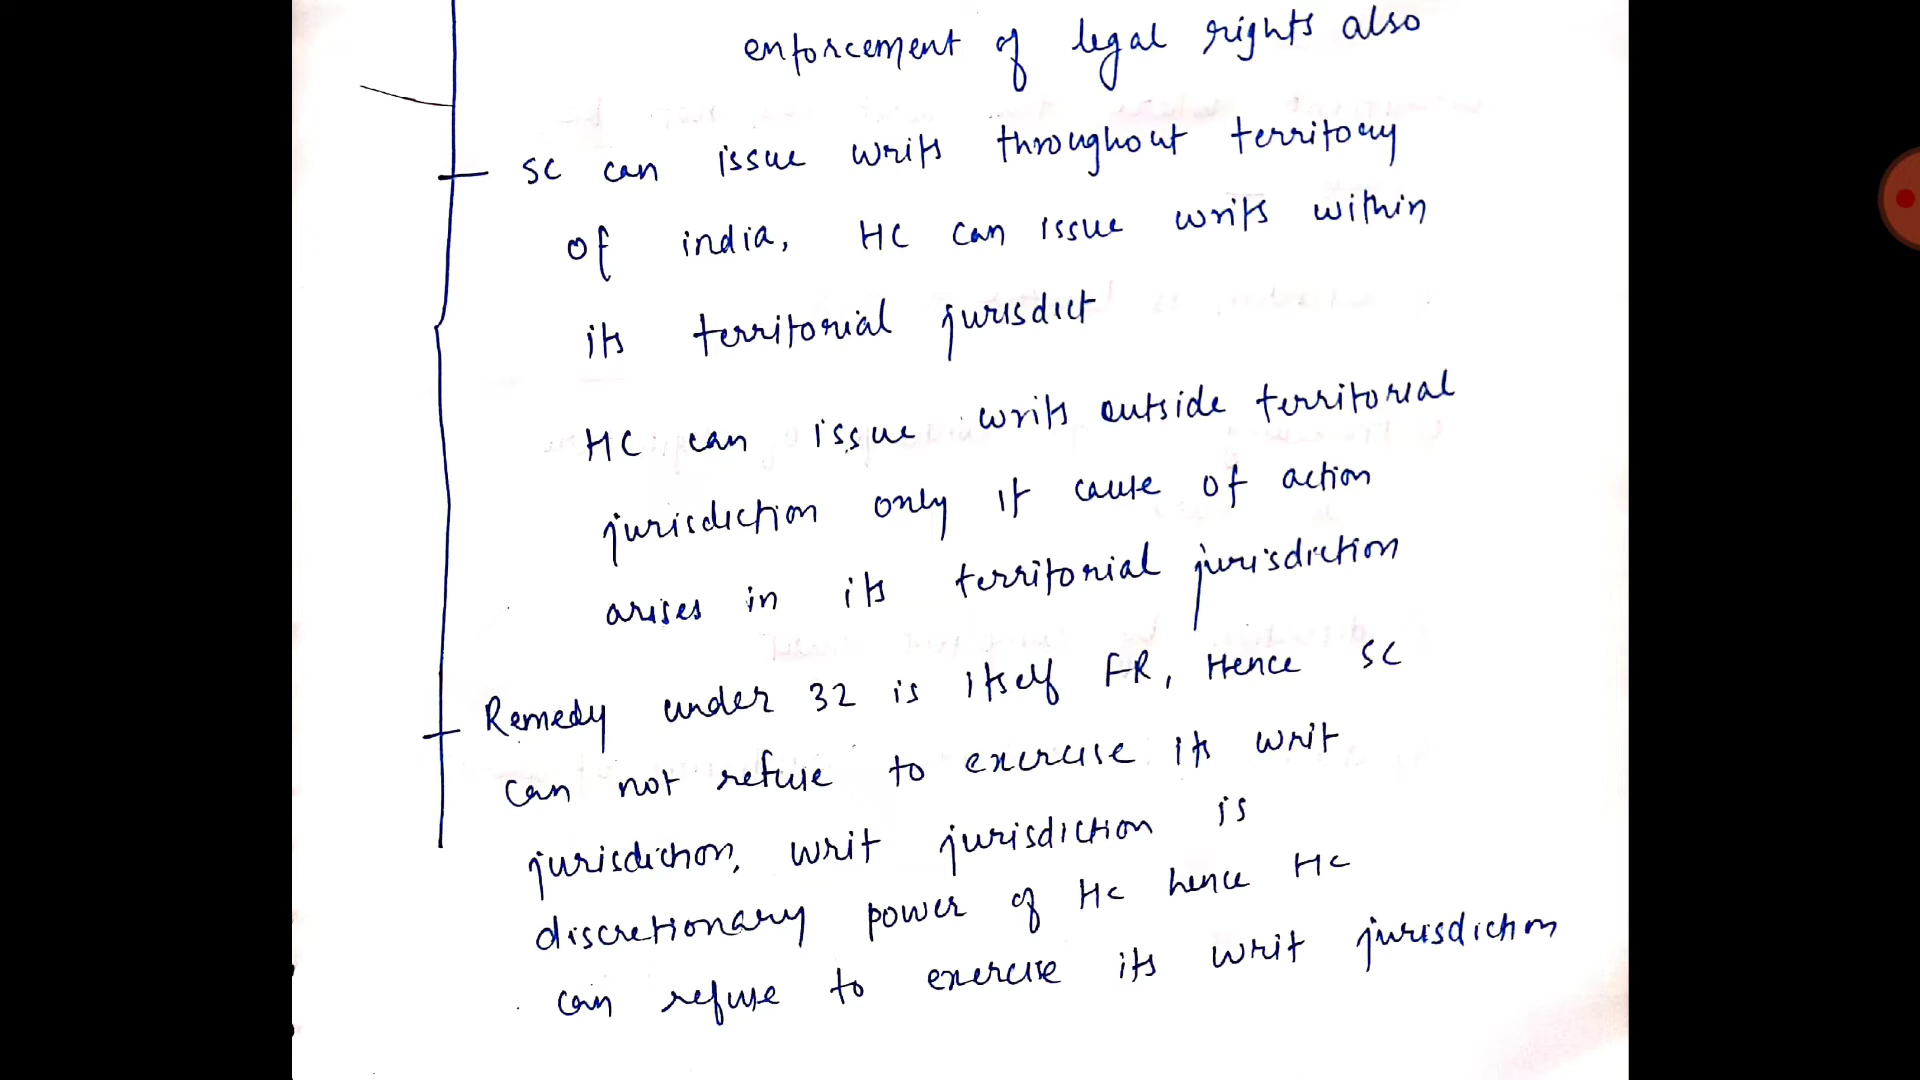 enforcement of legal rights also
SC can issue writs throughout territory
of india, HC can issue writs within
its territorial jurisdict
HC can issue writs outside territorial
jurisdiction only if cause of action
arises in its territorial jurisdiction
Remedy under 32 is itself FR, Hence SC
can not refuse to exercise its writ
jurisdiction, writ jurisdiction is
discretionary power of HC hence HC
can refuse to exercise its writ jurisdiction